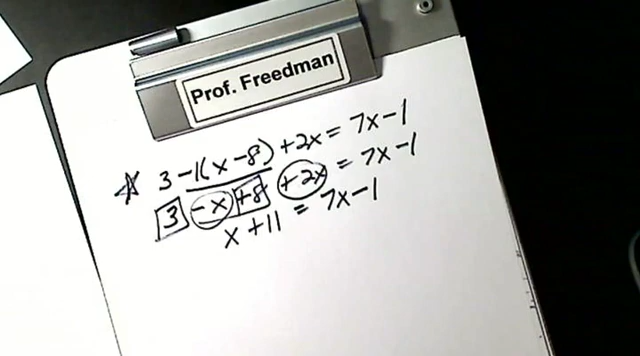 Prof. Freedman
3 -1(x-8) +2x = 7x-1
3 -x +8 +2x = 7x-1
x +11 = 7x-1